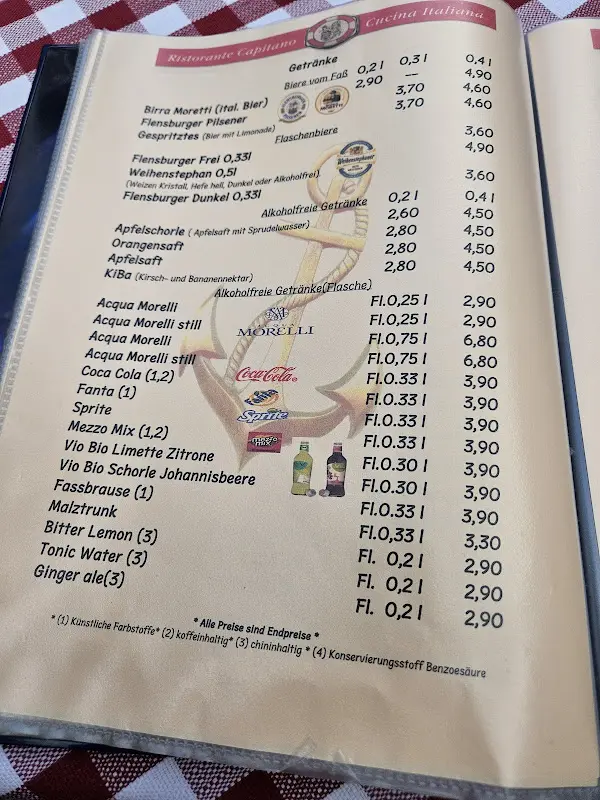 Ristorante Capitano Cucina Italiana
Getränke
Biere vom Faß 0,2 l 0,3 l 0,4 l
Birra Moretti (ital. Bier) 2,90 --- 4,90
Flensburger Pilsener 3,70 4,60
Gespritztes (Bier mit Limonade) 3,70 4,60
Flaschenbiere
Flensburger Frei 0,33l 3,60
Weihenstephan 0,5l 4,90
(Weizen Kristall, Hefe hell, Dunkel oder Alkoholfrei)
Flensburger Dunkel 0,33l 3,60
Weihenstephaner
Alkoholfreie Getränke 0,2 l 0,4 l
Apfelschorle ( Apfelsaft mit Sprudelwasser) 2,60 4,50
Orangensaft 2,80 4,50
Apfelsaft 2,80 4,50
KiBa (Kirsch- und Bananennektar) 2,80 4,50
Alkoholfreie Getränke(Flasche)
Acqua Morelli Fl.0,25 l 2,90
Acqua Morelli still Fl.0,25 l 2,90
Acqua Morelli Fl.0,75 l 6,80
Acqua Morelli still Fl.0,75 l 6,80
Coca Cola (1,2) Fl.0.33 l 3,90
Fanta (1) Fl.0.33 l 3,90
Sprite Fl.0.33 l 3,90
Mezzo Mix (1,2) Fl.0.33 l 3,90
Vio Bio Limette Zitrone Fl.0.30 l 3,90
Vio Bio Schorle Johannisbeere Fl.0.30 l 3,90
Fassbrause (1) Fl.0.33 l 3,90
Malztrunk Fl.0,33 l 3,30
Bitter Lemon (3) Fl. 0,2 l 2,90
Tonic Water (3) Fl. 0,2 l 2,90
Ginger ale(3) Fl. 0,2 l 2,90
MORELLI
Coca-Cola
Fanta
Sprite
mezzo mix
* Alle Preise sind Endpreise *
* (1) Künstliche Farbstoffe* (2) koffeinhaltig* (3) chininhaltig * (4) Konservierungsstoff Benzoesäure